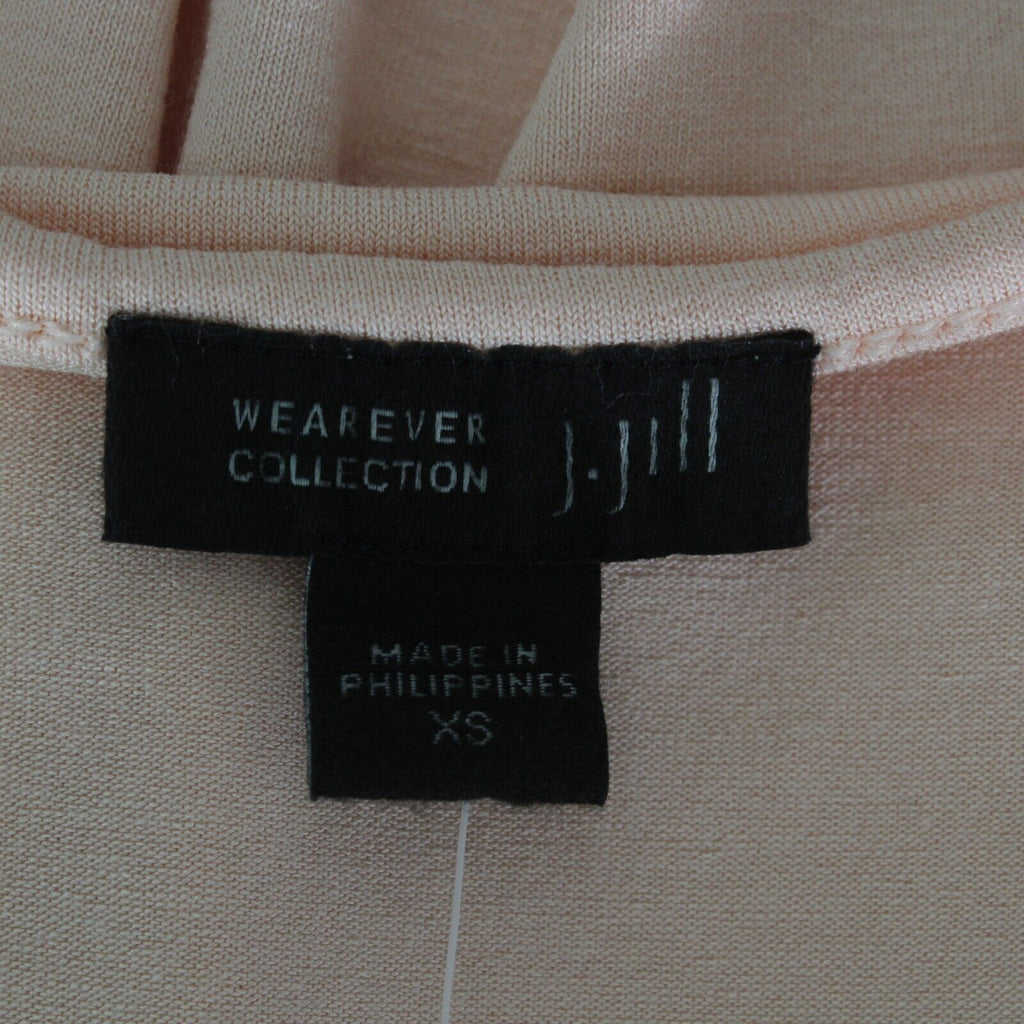 WEAREVER
COLLECTION
j.jill
MADE IN
PHILIPPINES
XS